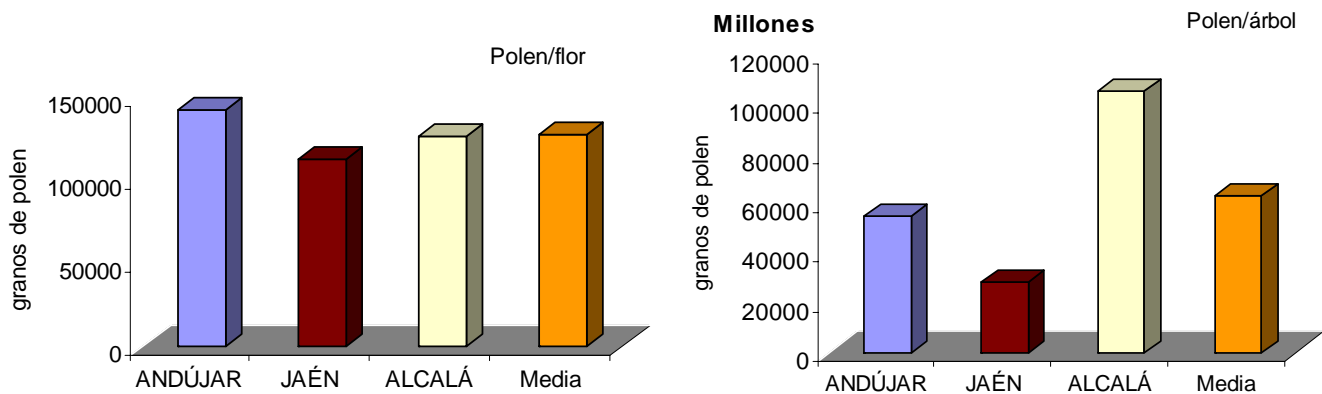 Polen/flor
granos de polen
150000
100000
50000
0
ANDÚJAR JAÉN ALCALÁ Media
Millones
Polen/árbol
granos de polen
120000
100000
80000
60000
40000
20000
0
ANDÚJAR JAÉN ALCALÁ Media